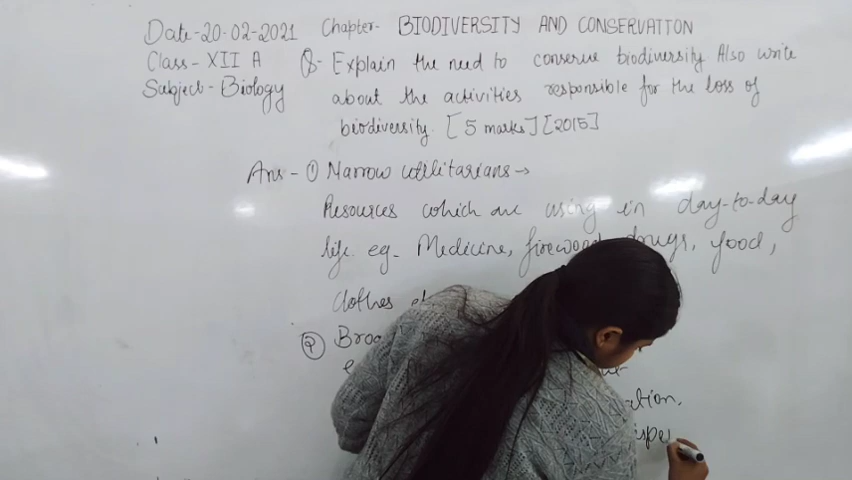 Date-20-02-2021 Chapter- BIODIVERSITY AND CONSERVATION
Class- XII A Q- Explain the need to conserve biodiversity Also write
Subject- Biology about the activities responsible for the loss of
biodiversity. [5 marks] [2015]
Ans- ① Narrow utilitarians →
Resources which are using in day-to-day
life eg- Medicine, firewood, drugs, food,
clothes
②